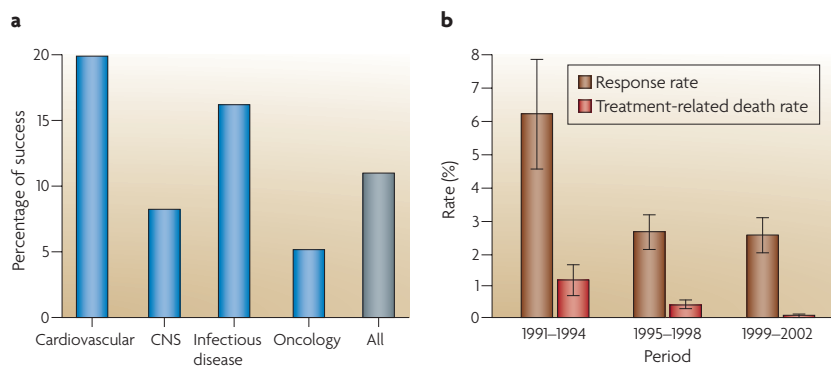 a
Percentage of success
20
15
10
5
0
Cardiovascular
CNS
Infectious
disease
Oncology
All
b
Rate (%)
8
7
6
5
4
3
2
1
0
Response rate
Treatment-related death rate
1991–1994
1995–1998
1999–2002
Period